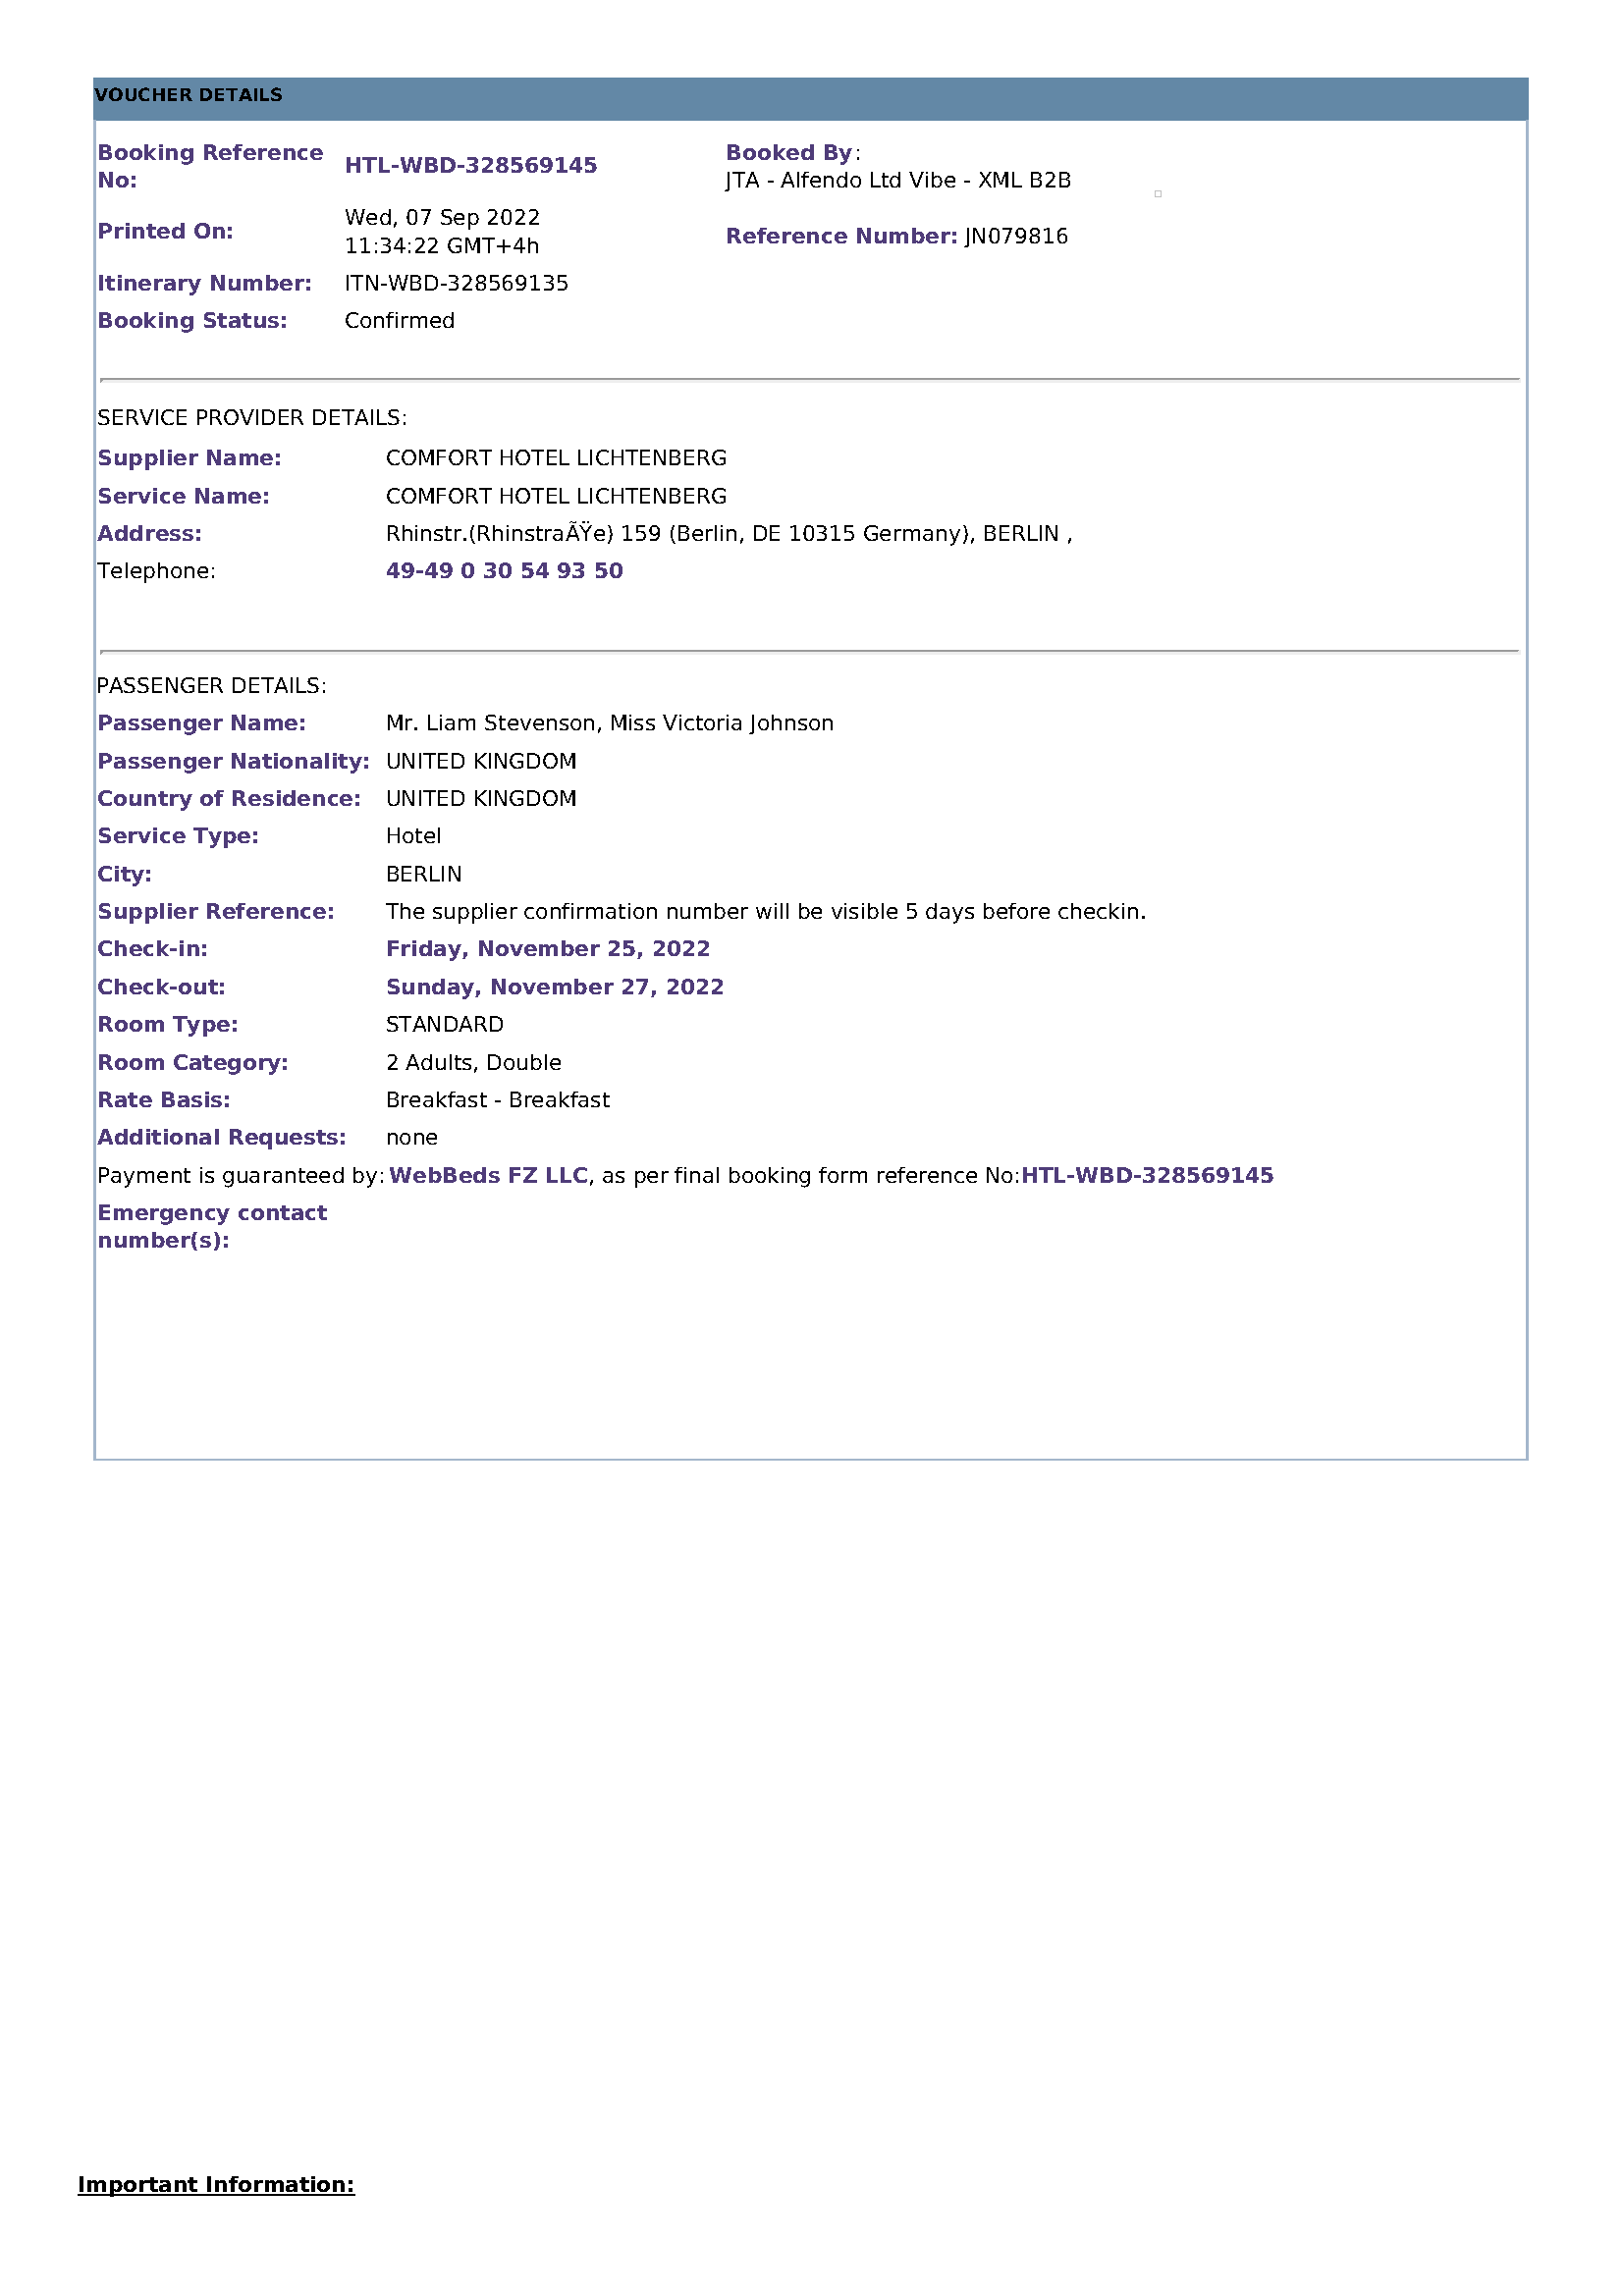 VOUCHER DETAILS
Booking Reference
No:
HTL-WBD-328569145
Booked By:
JTA - Alfendo Ltd Vibe - XML B2B
Printed On:
Wed, 07 Sep 2022
11:34:22 GMT+4h
Reference Number: JN079816
Itinerary Number: ITN-WBD-328569135
Booking Status: Confirmed
SERVICE PROVIDER DETAILS:
Supplier Name: COMFORT HOTEL LICHTENBERG
Service Name: COMFORT HOTEL LICHTENBERG
Address: Rhinstr.(RhinstraÃŸe) 159 (Berlin, DE 10315 Germany), BERLIN ,
Telephone: 49-49 0 30 54 93 50
PASSENGER DETAILS:
Passenger Name: Mr. Liam Stevenson, Miss Victoria Johnson
Passenger Nationality: UNITED KINGDOM
Country of Residence: UNITED KINGDOM
Service Type: Hotel
City: BERLIN
Supplier Reference: The supplier confirmation number will be visible 5 days before checkin.
Check-in: Friday, November 25, 2022
Check-out: Sunday, November 27, 2022
Room Type: STANDARD
Room Category: 2 Adults, Double
Rate Basis: Breakfast - Breakfast
Additional Requests: none
Payment is guaranteed by: WebBeds FZ LLC, as per final booking form reference No:HTL-WBD-328569145
Emergency contact
number(s):
Important Information: